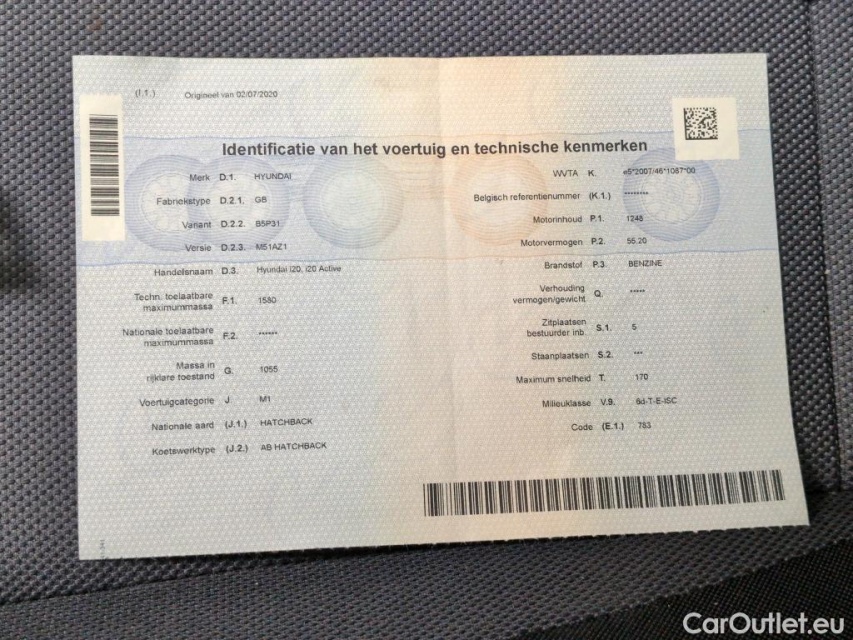 (I.1.) Origineel van 02/07/2020
Identificatie van het voertuig en technische kenmerken
Merk D.1. HYUNDAI
Fabriekstype D.2.1. GB
Variant D.2.2. B5P31
Versie D.2.3. M51AZ1
Handelsnaam D.3. Hyundai i20, i20 Active
Techn. toelaatbare
maximummassa F.1. 1580
Nationale toelaatbare
maximummassa F.2. ******
Massa in
rijklare toestand G. 1055
Voertuigcategorie J. M1
Nationale aard (J.1.) HATCHBACK
Koetswerktype (J.2.) AB HATCHBACK
WVTA K. e5*2007/46*1087*00
Belgisch referentienummer (K.1.) ********
Motorinhoud P.1. 1248
Motorvermogen P.2. 55.20
Brandstof P.3. BENZINE
Verhouding
vermogen/gewicht Q. *****
Zitplaatsen
bestuurder inb. S.1. 5
Staanplaatsen S.2. ***
Maximum snelheid T. 170
Milieuklasse V.9. 6d-T-E-ISC
Code (E.1.) 783
CarOutlet.eu